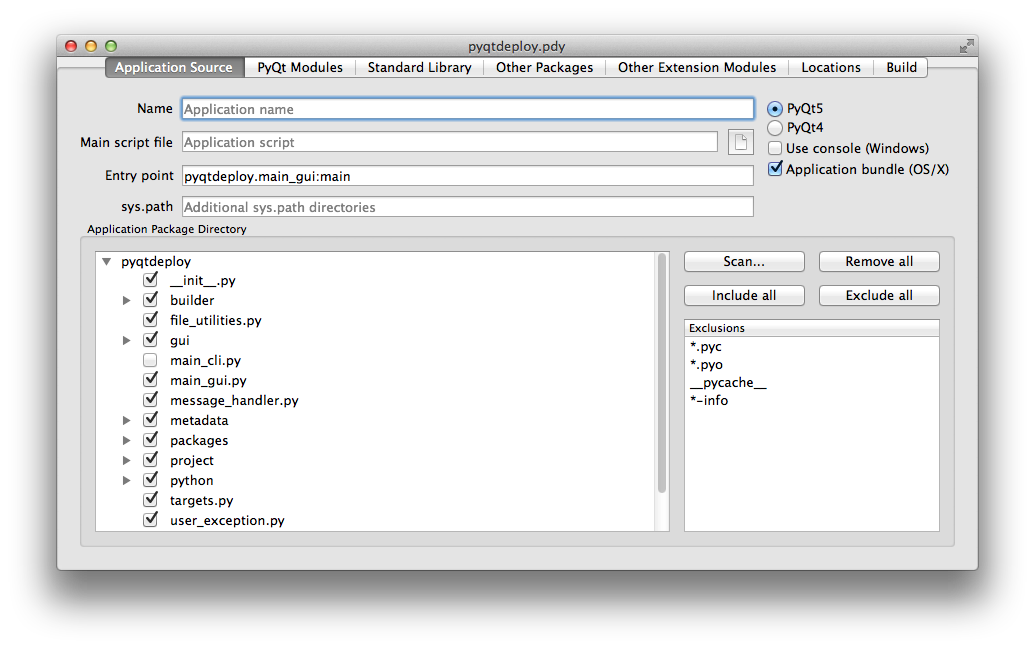 pyqtdeploy.pdy
Application Source PyQt Modules Standard Library Other Packages Other Extension Modules Locations Build
Name Application name
PyQt5
PyQt4
Main script file Application script
Use console (Windows)
Entry point pyqtdeploy.main_gui:main
Application bundle (OS/X)
sys.path Additional sys.path directories
Application Package Directory
pyqtdeploy
__init__.py
builder
file_utilities.py
gui
main_cli.py
main_gui.py
message_handler.py
metadata
packages
project
python
targets.py
user_exception.py
Scan... Remove all
Include all Exclude all
Exclusions
*.pyc
*.pyo
__pycache__
*-info